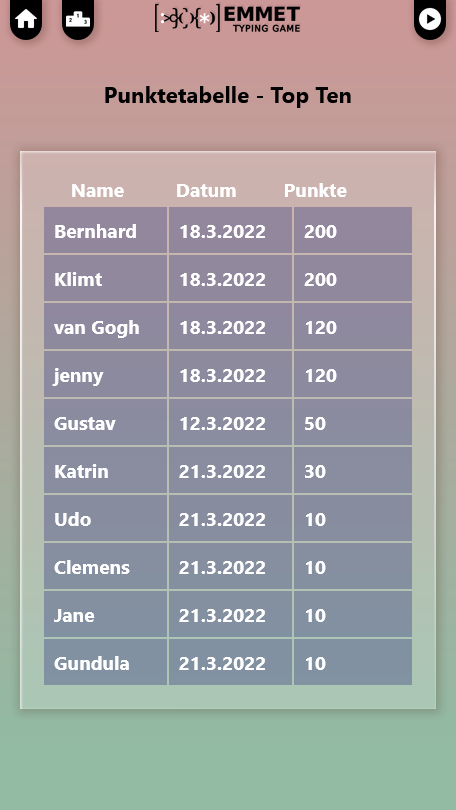 EMMET
TYPING GAME
Punktetabelle - Top Ten
Name Datum Punkte
Bernhard 18.3.2022 200
Klimt 18.3.2022 200
van Gogh 18.3.2022 120
jenny 18.3.2022 120
Gustav 12.3.2022 50
Katrin 21.3.2022 30
Udo 21.3.2022 10
Clemens 21.3.2022 10
Jane 21.3.2022 10
Gundula 21.3.2022 10